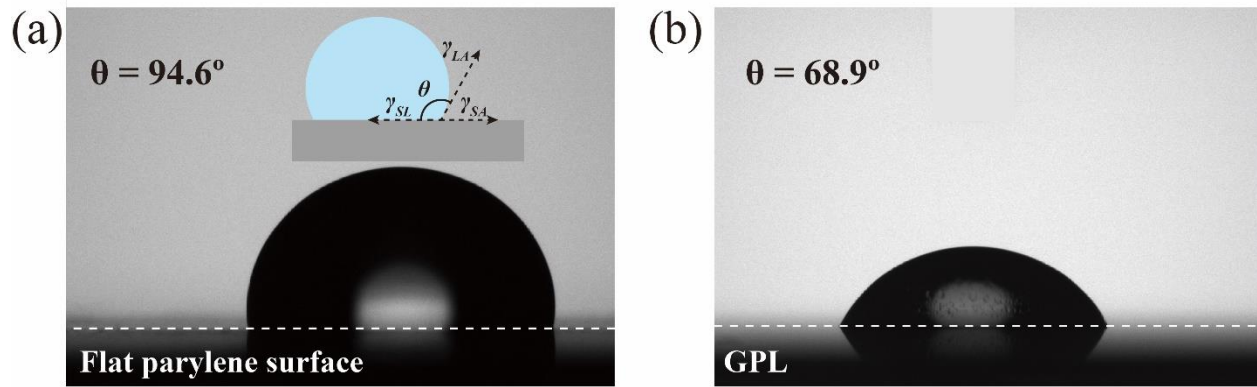 (a)
θ = 94.6º
γLA
θ
γSL
γSA
Flat parylene surface
(b)
θ = 68.9º
GPL